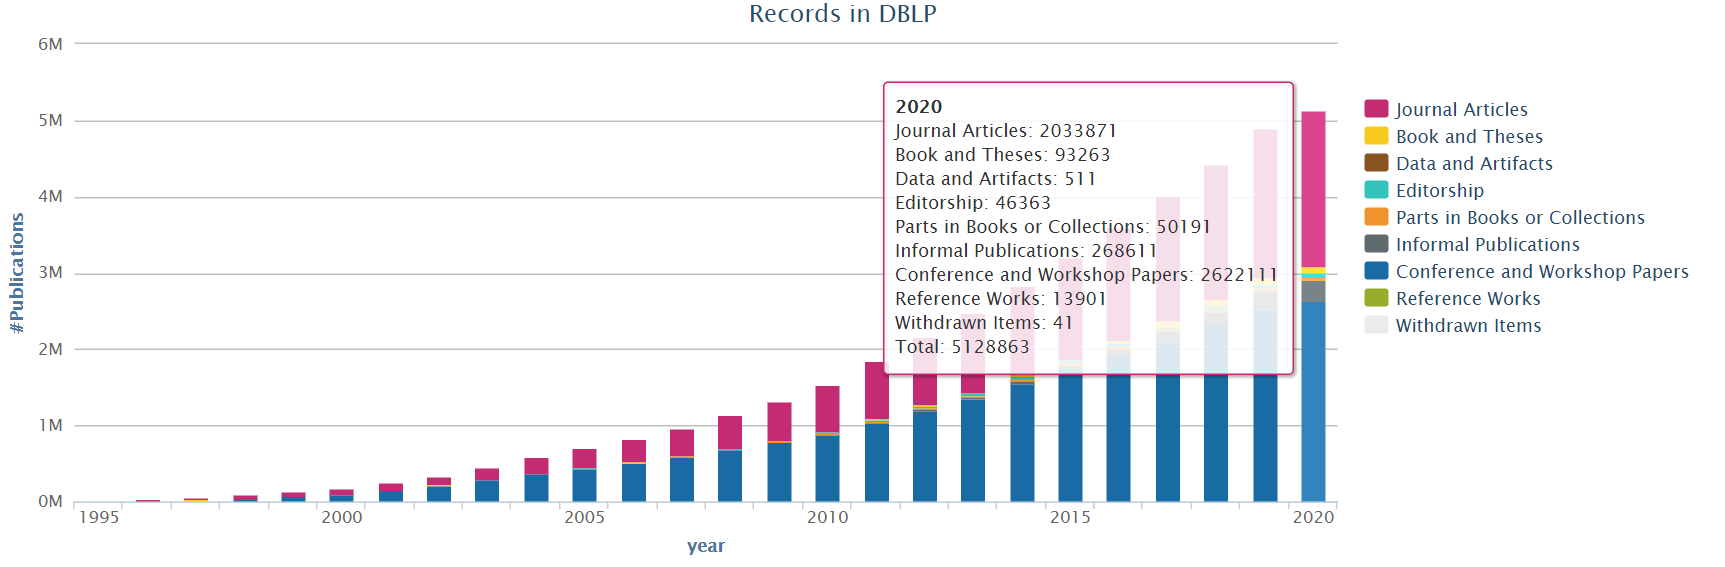 Records in DBLP
6M
5M
4M
3M
2M
1M
0M
#Publications
1995
2000
2005
2010
2015
2020
year
2020
Journal Articles: 2033871
Book and Theses: 93263
Data and Artifacts: 511
Editorship: 46363
Parts in Books or Collections: 50191
Informal Publications: 268611
Conference and Workshop Papers: 2622111
Reference Works: 13901
Withdrawn Items: 41
Total: 5128863
Journal Articles
Book and Theses
Data and Artifacts
Editorship
Parts in Books or Collections
Informal Publications
Conference and Workshop Papers
Reference Works
Withdrawn Items